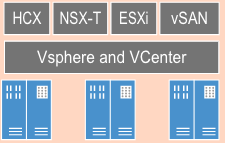 HCX NSX-T ESXi vSAN
Vsphere and VCenter